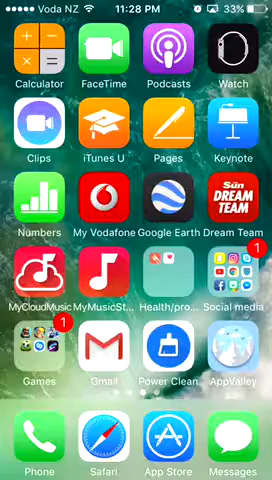 Voda NZ 11:28 PM 33%
Calculator FaceTime Podcasts Watch
Clips iTunes U Pages Keynote
Sun
DREAM
TEAM
Numbers My Vodafone Google Earth Dream Team
1
MyCloudMusic MyMusicSt... Health/pro... Social media
1
Games Gmail Power Clean... AppValley
Phone Safari App Store Messages